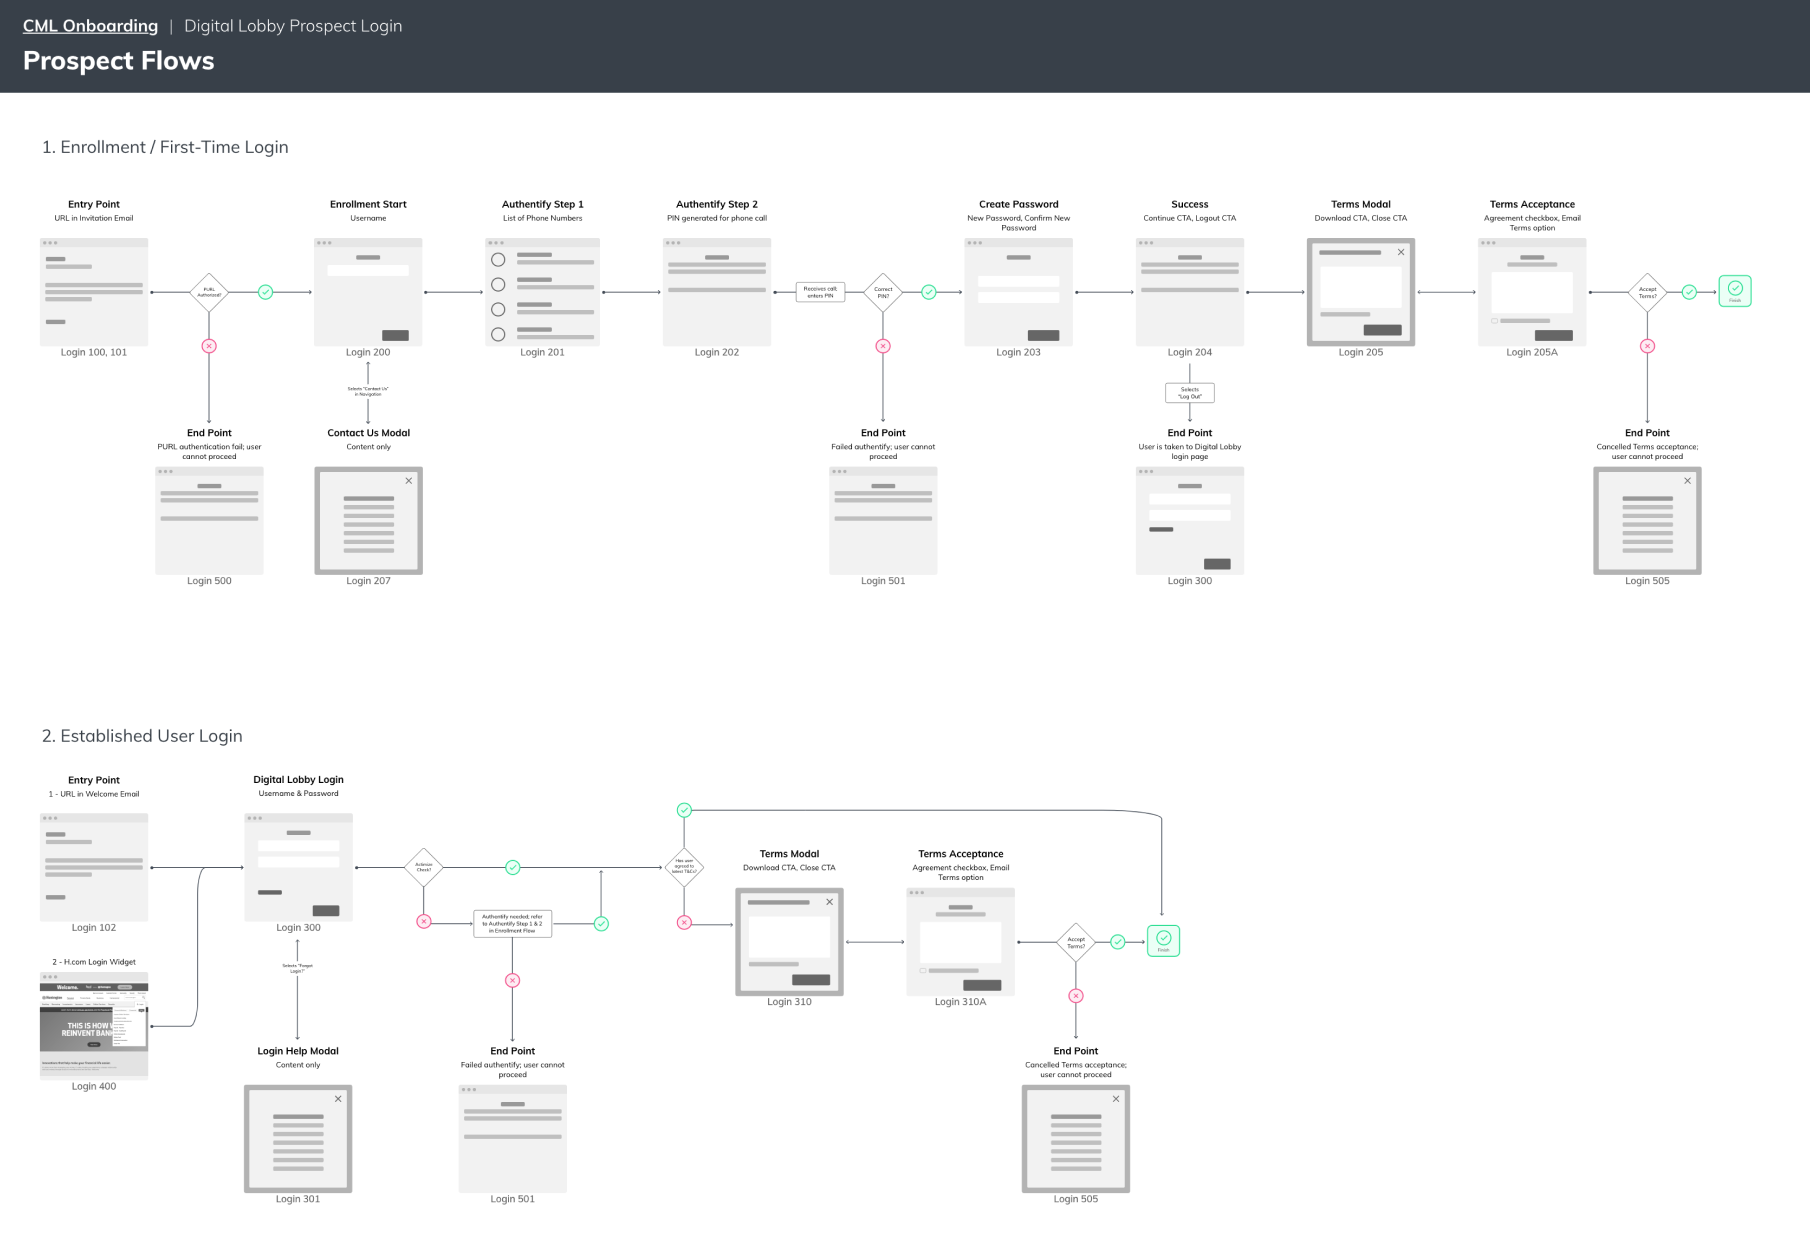 CML Onboarding | Digital Lobby Prospect Login
Prospect Flows
1. Enrollment / First-Time Login
Entry Point
URL in Invitation Email
Login 100, 101
PURL
Authorized?
End Point
PURL authentication fail; user
cannot proceed
Login 500
Enrollment Start
Username
Login 200
Selects "Contact Us"
in Navigation
Contact Us Modal
Content only
Login 207
Authentify Step 1
List of Phone Numbers
Login 201
Authentify Step 2
PIN generated for phone call
Login 202
Receives call;
enters PIN
Correct
PIN?
End Point
Failed authentify; user cannot
proceed
Login 501
Create Password
New Password, Confirm New
Password
Login 203
Success
Continue CTA, Logout CTA
Login 204
Selects
"Log Out"
End Point
User is taken to Digital Lobby
login page
Login 300
Terms Modal
Download CTA, Close CTA
Login 205
Terms Acceptance
Agreement checkbox, Email
Terms option
Login 205A
Accept
Terms?
Finish
End Point
Cancelled Terms acceptance;
user cannot proceed
Login 505
2. Established User Login
Entry Point
1 - URL in Welcome Email
Login 102
2 - H.com Login Widget
Welcome.
THIS IS HOW
REINVENT BAN
Login 400
Digital Lobby Login
Username & Password
Login 300
Selects "Forgot
Login?"
Login Help Modal
Content only
Login 301
Actimize
Check?
Authentify needed; refer
to Authentify Step 1 & 2
in Enrollment Flow
End Point
Failed authentify; user cannot
proceed
Login 501
Has user
agreed to
latest T&Cs?
Terms Modal
Download CTA, Close CTA
Login 310
Terms Acceptance
Agreement checkbox, Email
Terms option
Login 310A
Accept
Terms?
Finish
End Point
Cancelled Terms acceptance;
user cannot proceed
Login 505